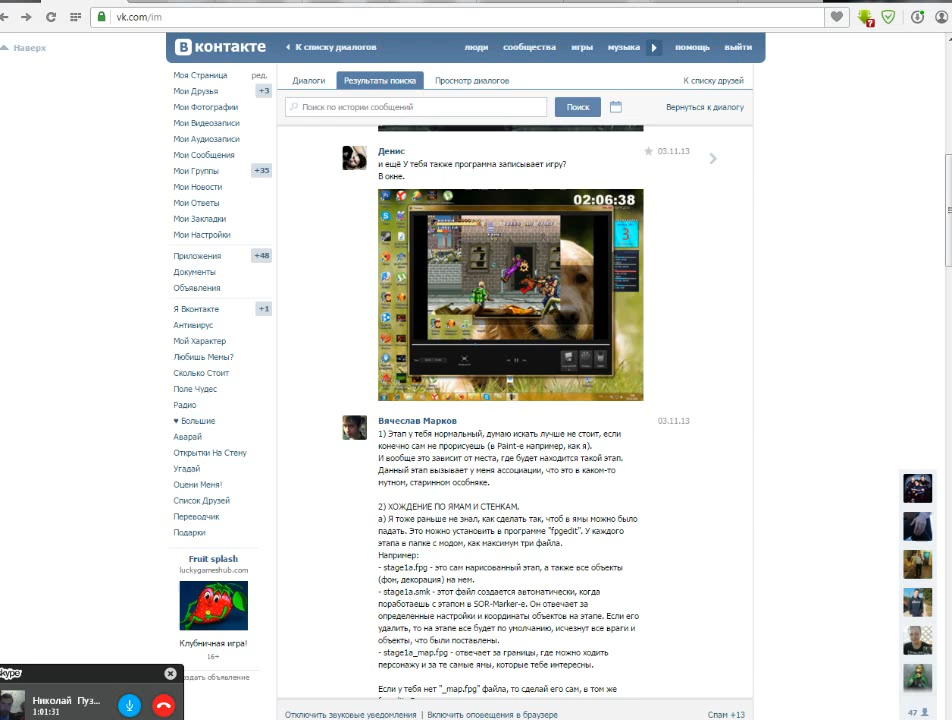 vk.com/im
Наверх
В контакте
К списку диалогов
люди сообщества игры музыка помощь выйти
Моя Страница ред.
Мои Друзья +3
Мои Фотографии
Мои Видеозаписи
Мои Аудиозаписи
Мои Сообщения
Мои Группы +35
Мои Новости
Мои Ответы
Мои Закладки
Мои Настройки
Приложения +48
Документы
Объявления
Я Вконтакте +1
Антивирус
Мой Характер
Любишь Мемы?
Сколько Стоит
Поле Чудес
Радио
♥ Большие
Аварай
Открытки На Стену
Угадай
Оцени Меня!
Список Друзей
Переводчик
Подарки
Fruit splash
luckygameshub.com
Клубничная игра!
16+
оздать объявление
Диалоги Результаты поиска Просмотр диалогов К списку друзей
Поиск по истории сообщений Поиск Вернуться к диалогу
Денис 03.11.13
и ещё У тебя также программа записывает игру?
В окне.
02:06:38
3
Вячеслав Марков 03.11.13
1) Этап у тебя нормальный, думаю искать лучше не стоит, если
конечно сам не прорисуешь (в Paint-е например, как я).
И вообще это зависит от места, где будет находится такой этап.
Данный этап вызывает у меня ассоциации, что это в каком-то
мутном, старинном особняке.
2) ХОЖДЕНИЕ ПО ЯМАМ И СТЕНКАМ.
а) Я тоже раньше не знал, как сделать так, чтоб в ямы можно было
падать. Это можно установить в программе "fpgedit". У каждого
этапа в папке с модом, как максимум три файла.
Например:
- stage1a.fpg - это сам нарисованный этап, а также все объекты
(фон, декорация) на нем.
- stage1a.smk - этот файл создается автоматически, когда
поработаешь с этапом в SOR-Marker-е. Он отвечает за
определенные настройки и координаты объектов на этапе. Если его
удалить, то на этапе все будет по умолчанию, исчезнут все враги и
объекты, что были поставлены.
- stage1a_map.fpg - отвечает за границы, где можно ходить
персонажу и за те самые ямы, которые тебе интересны.
Если у тебя нет "_map.fpg" файла, то сделай его сам, в том же
Отключить звуковые уведомления | Включить оповещения в браузере Спам +13
47
skype
Николай Пуз...
1:01:31